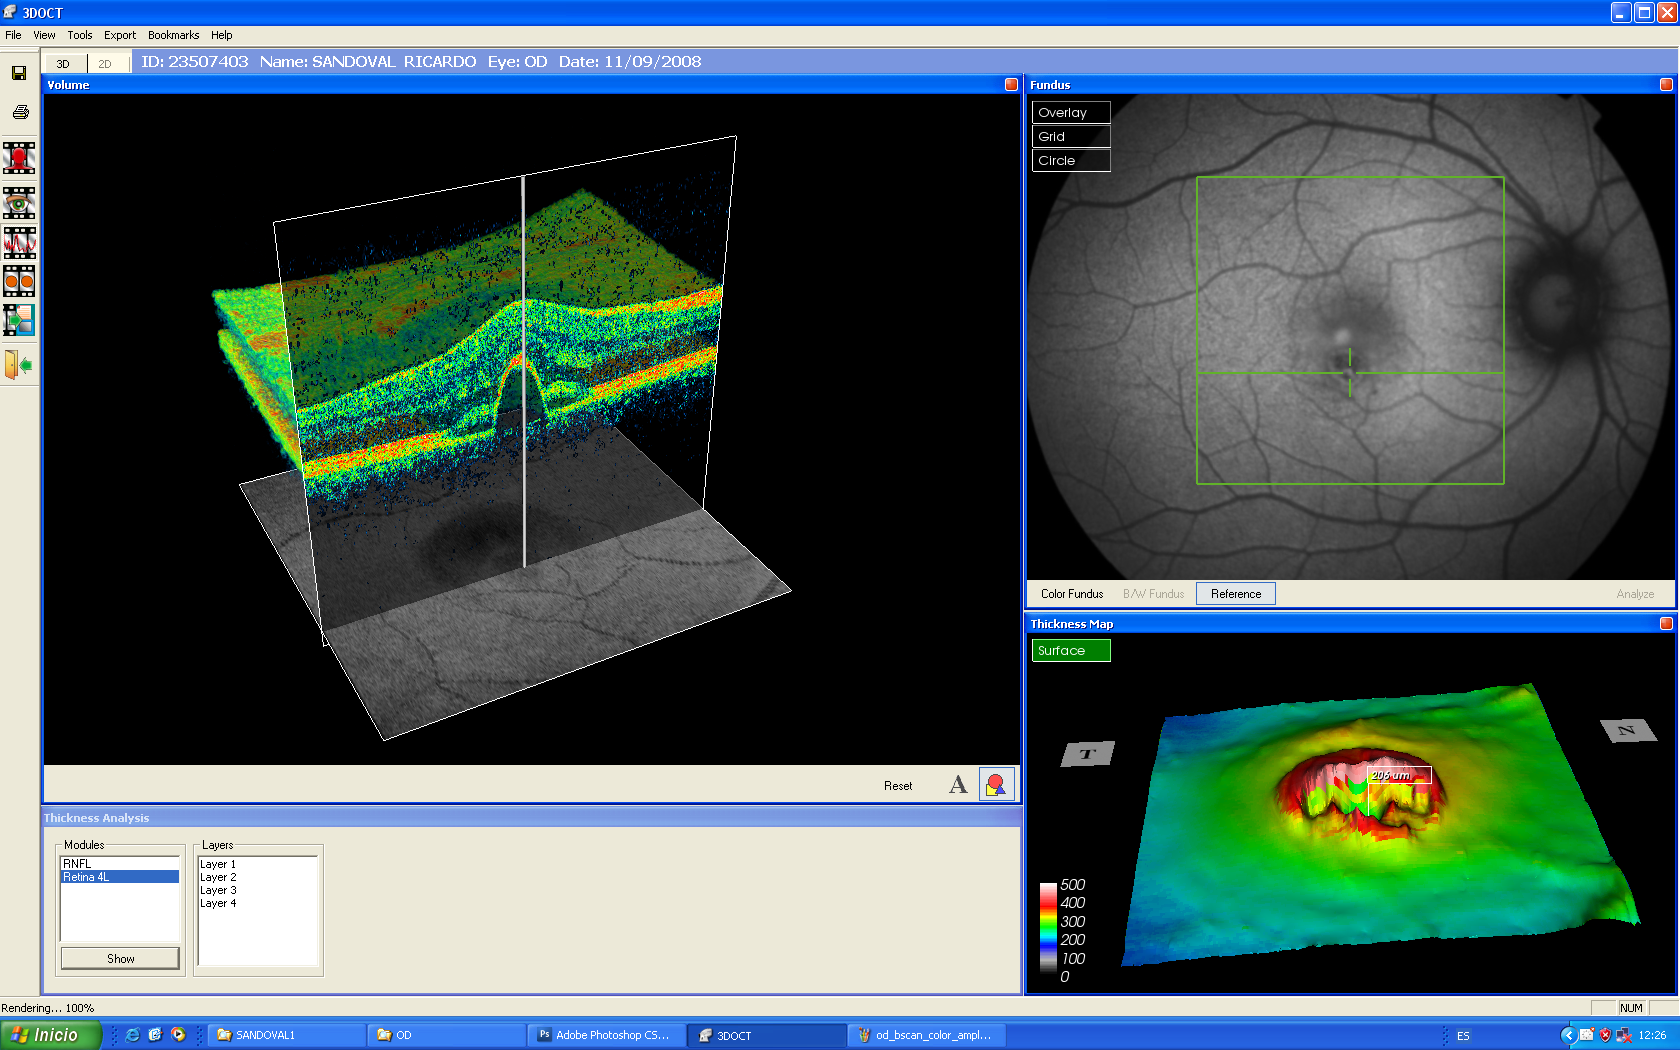 3DOCT
File View Tools Export Bookmarks Help
3D 2D ID: 23507403 Name: SANDOVAL RICARDO Eye: OD Date: 11/09/2008
Volume
Reset A
Fundus
Overlay
Grid
Circle
Color Fundus B/W Fundus Reference Analyze
Thickness Map
Surface
T
N
206 um
500
400
300
200
100
0
Thickness Analysis
Modules
RNFL
Retina 4L
Show
Layers
Layer 1
Layer 2
Layer 3
Layer 4
Rendering... 100%
NUM
Inicio SANDOVAL1 OD Ps Adobe Photoshop CS... 3DOCT od_bscan_color_ampl... ES 12:26